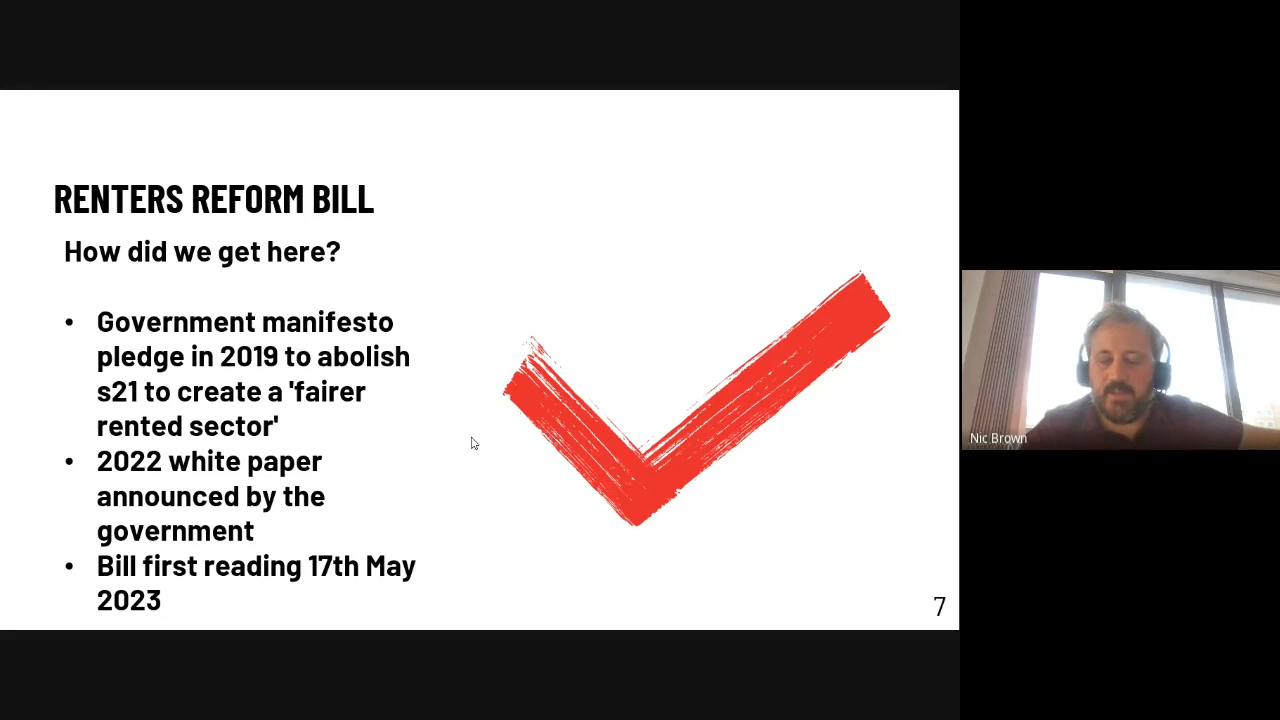 RENTERS REFORM BILL
How did we get here?
• Government manifesto
pledge in 2019 to abolish
s21 to create a 'fairer
rented sector'
• 2022 white paper
announced by the
government
• Bill first reading 17th May
2023
7
Nic Brown